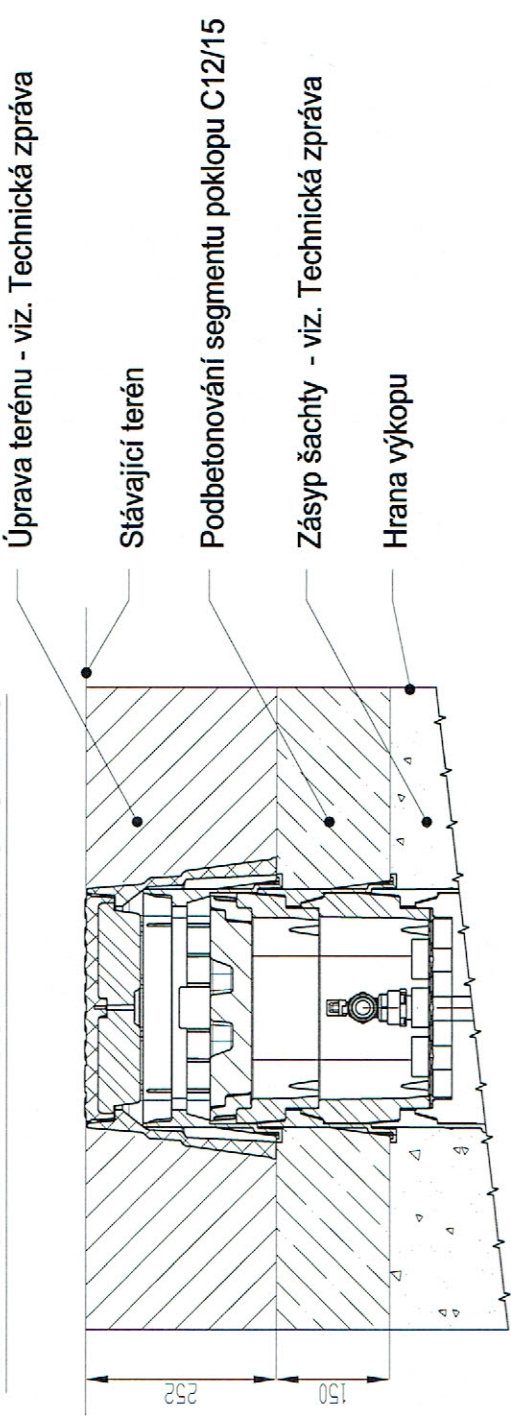 Úprava terénu - viz. Technická zpráva
Stávající terén
Podbetonování segmentu poklopu C12/15
Zásyp šachty - viz. Technická zpráva
Hrana výkopu
252
150